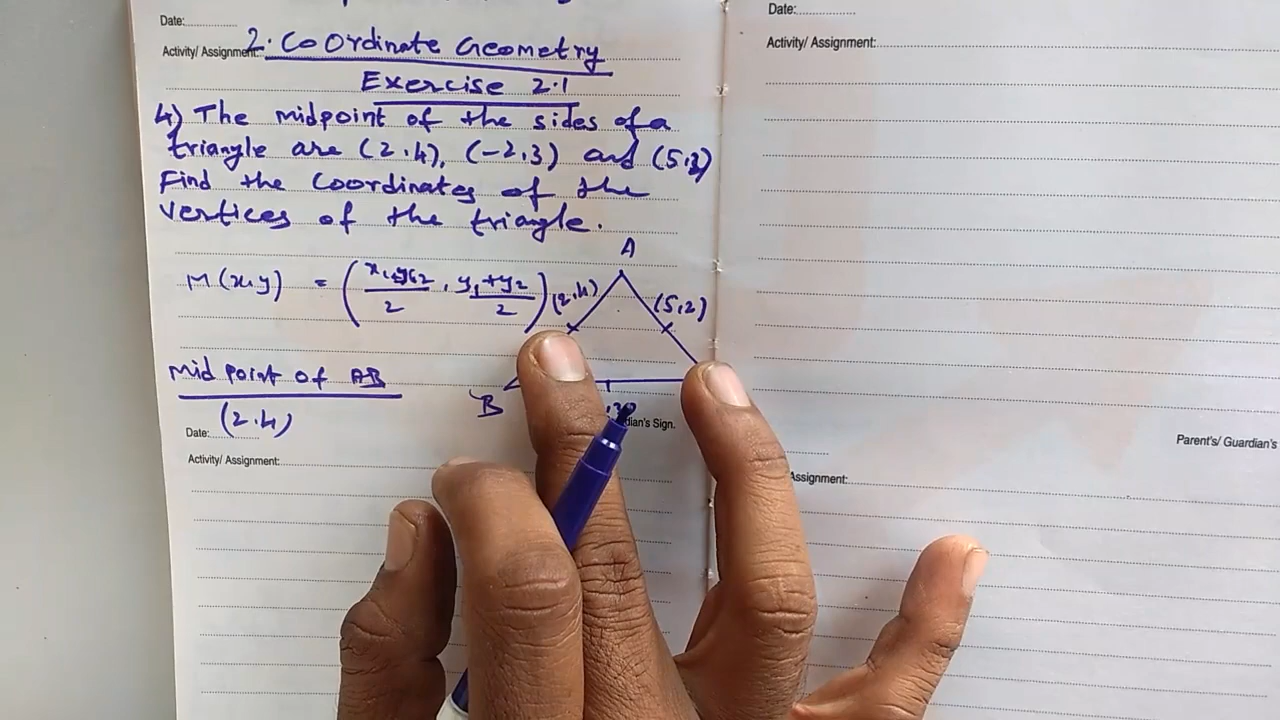 Date:
2. Coordinate Geometry
Activity/ Assignment:
Exercise 2.1
4) The midpoint of the sides of a
triangle are (2.4), (-2.3) and (5.2)
Find the coordinates of the
vertices of the triangle.
A
M(x.y) = (x1+x2/2 , y1+y2/2)
(2.4)
(5,2)
Mid point of AB
B
(2.4)
Date:
dian's Sign.
Activity/ Assignment:
Date:
Activity/ Assignment:
Parent's/ Guardian's
Assignment: